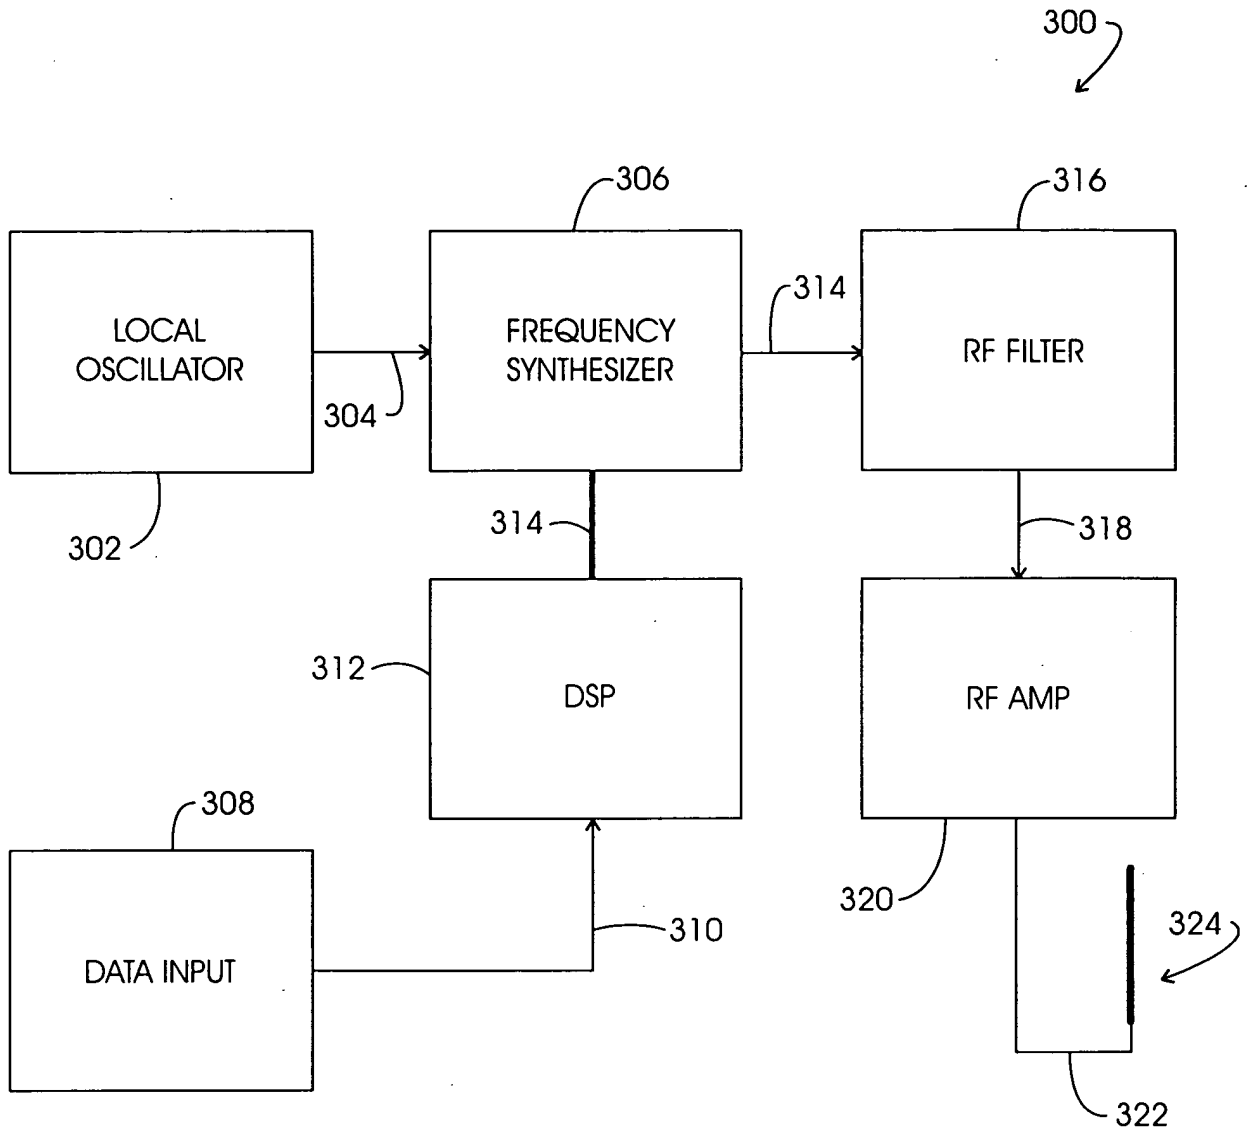 300
306
316
LOCAL
OSCILLATOR
304
FREQUENCY
SYNTHESIZER
314
RF FILTER
302
314
318
312
DSP
RF AMP
308
DATA INPUT
310
320
324
322